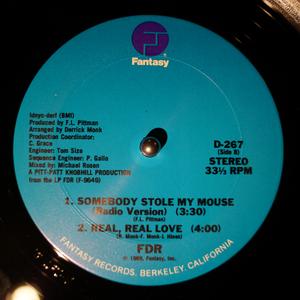 Fantasy
Idnyc-derf (BMI)
Produced by F.L. Pittman
Arranged by Derrick Monk
Production Coordinator:
C. Grace
Engineer: Tom Size
Sequence Engineer: P. Gallo
Mixed by: Michael Rosen
A PITT-PATT KNOBHILL PRODUCTION
from the LP FDR (F-9649)
D-267
(Side B)
STEREO
33⅓ RPM
1. SOMEBODY STOLE MY MOUSE
(Radio Version) (3:30)
(F.L. Pittman)
2. REAL, REAL LOVE (4:00)
FDR
1989, Fantasy, Inc.
FANTASY RECORDS, BERKELEY, CALIFORNIA